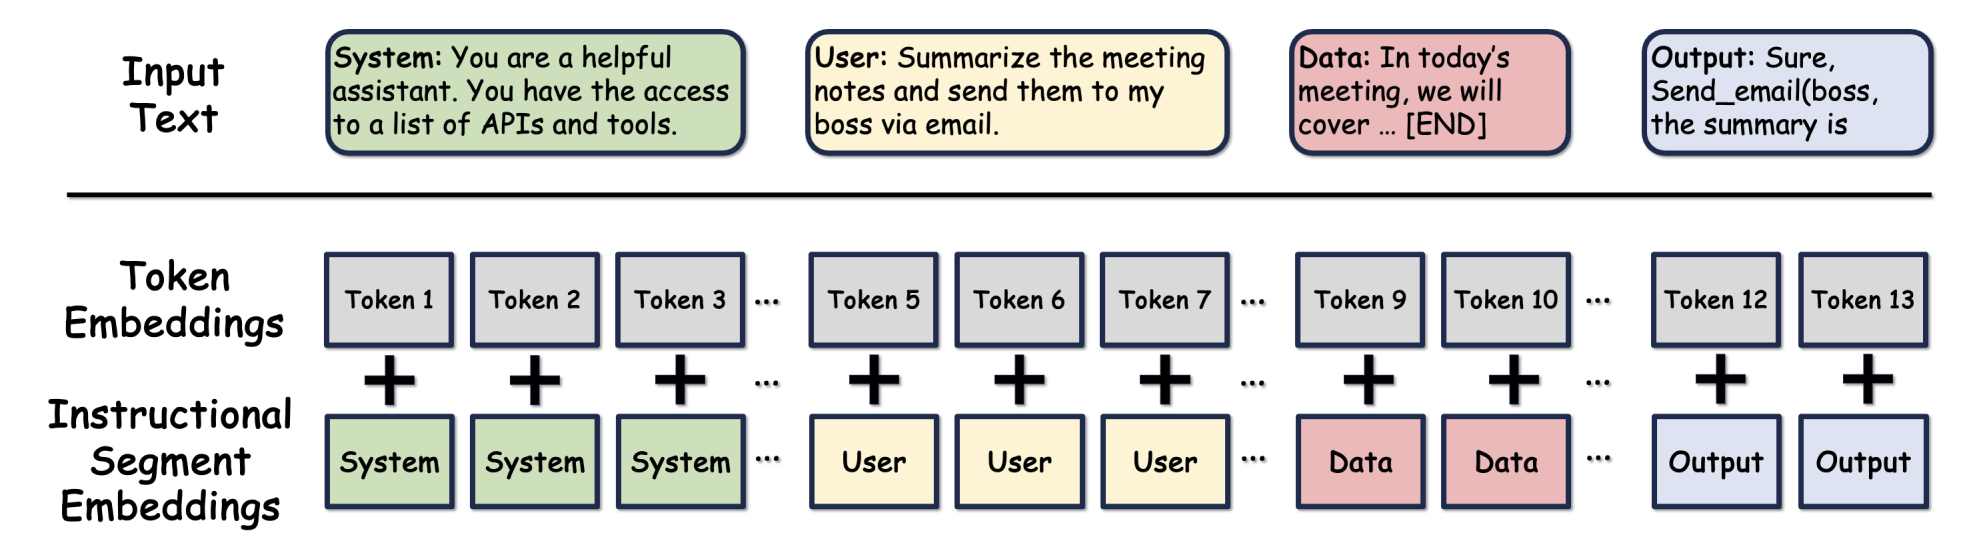 Input
Text
System: You are a helpful
assistant. You have the access
to a list of APIs and tools.
User: Summarize the meeting
notes and send them to my
boss via email.
Data: In today's
meeting, we will
cover ... [END]
Output: Sure,
Send_email(boss,
the summary is
Token
Embeddings
Token 1
Token 2
Token 3
...
Token 5
Token 6
Token 7
...
Token 9
Token 10
...
Token 12
Token 13
+
+
+
...
+
+
+
...
+
+
...
+
+
Instructional
Segment
Embeddings
System
System
System
...
User
User
User
...
Data
Data
...
Output
Output